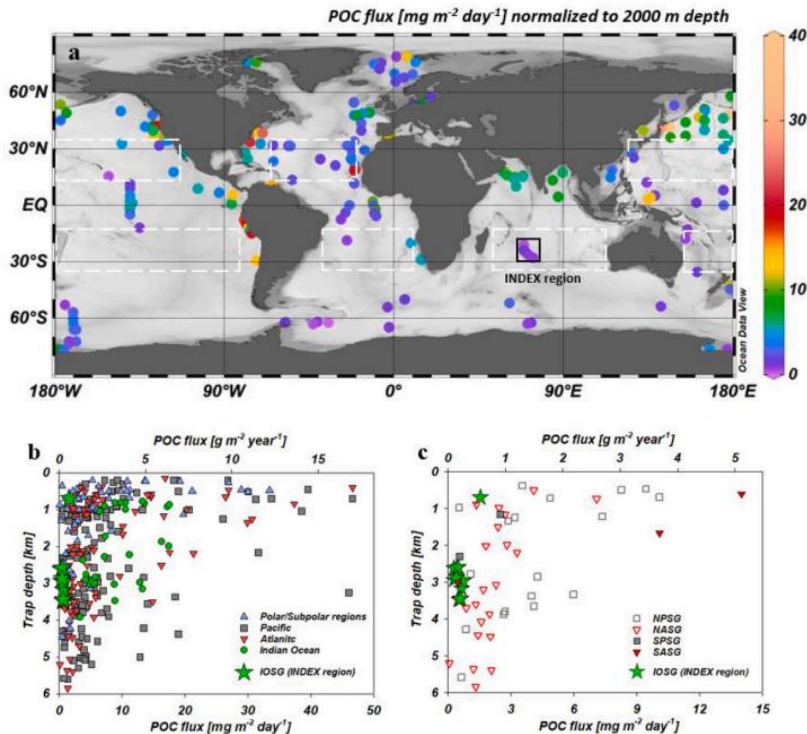 POC flux [mg m⁻² day⁻¹] normalized to 2000 m depth
a
60°N
30°N
EQ
30°S
60°S
180°W
90°W
0°
90°E
180°E
INDEX region
Ocean Data View
40
30
20
10
0
b
POC flux [g m⁻² year⁻¹]
0 5 10 15
Trap depth [km]
0
1
2
3
4
5
6
Polar/Subpolar regions
Pacific
Atlanitc
Indian Ocean
IOSG (INDEX region)
0 10 20 30 40 50
POC flux [mg m⁻² day⁻¹]
c
POC flux [g m⁻² year⁻¹]
0 1 2 3 4 5
Trap depth [km]
0
1
2
3
4
5
6
NPSG
NASG
SPSG
SASG
IOSG (INDEX region)
0 3 6 9 12 15
POC flux [mg m⁻² day⁻¹]